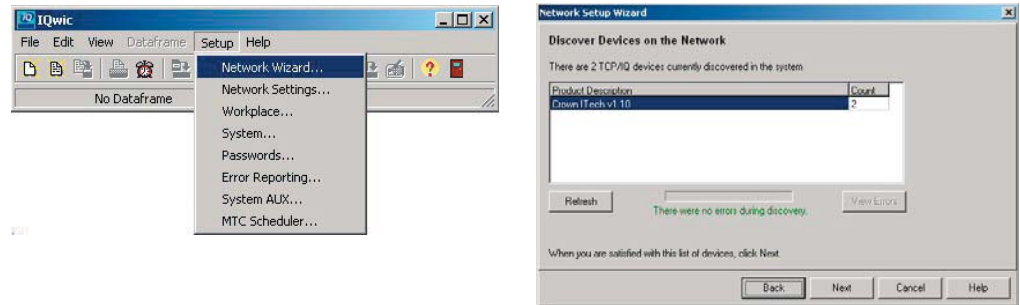 IQwic
File Edit View Dataframe Setup Help
No Dataframe
Network Wizard...
Network Settings...
Workplace...
System...
Passwords...
Error Reporting...
System AUX...
MTC Scheduler...
Network Setup Wizard
Discover Devices on the Network
There are 2 TCP/IQ devices currently discovered in the system
Product Description Count
Crown ITech v1.10 2
Refresh
There were no errors during discovery.
View Errors
When you are satisfied with this list of devices, click Next.
Back Next Cancel Help